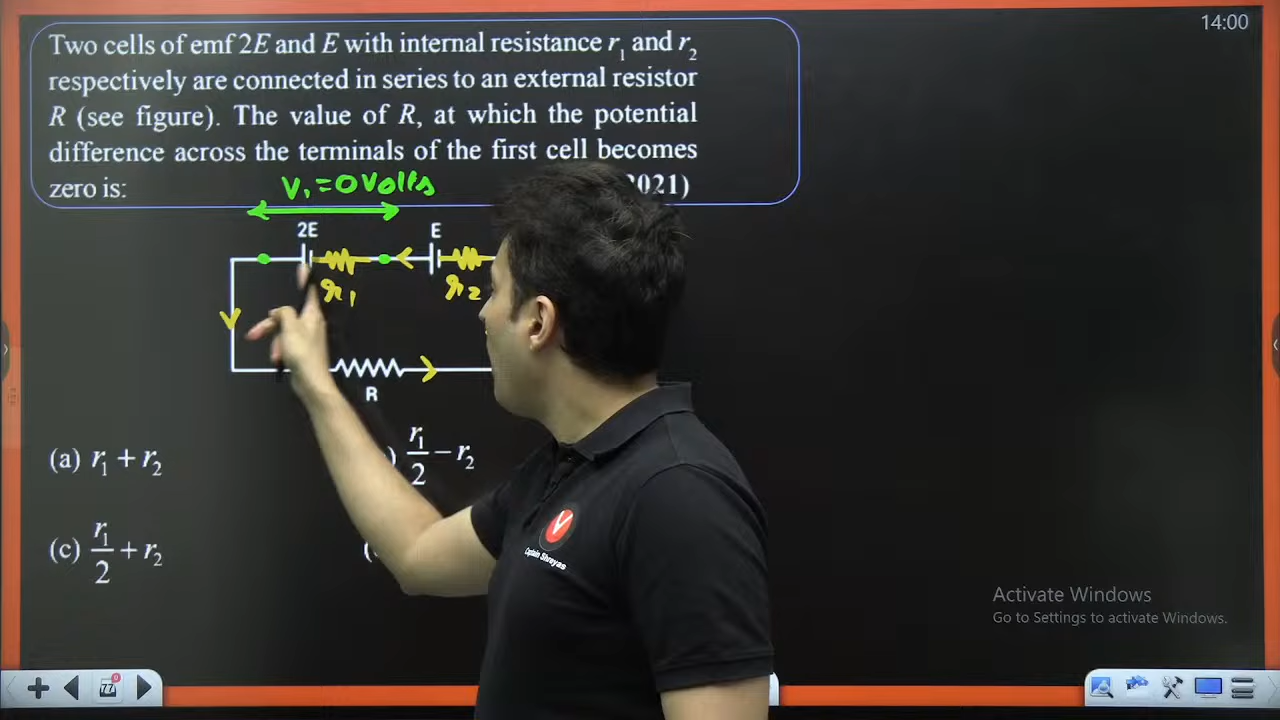 14:00
Two cells of emf 2E and E with internal resistance r₁ and r₂
respectively are connected in series to an external resistor
R (see figure). The value of R, at which the potential
difference across the terminals of the first cell becomes
zero is: 2021)
V₁ = 0 Volts
2E E
r₁ r₂
R
(a) r₁ + r₂ ) r₁/2 − r₂
(c) r₁/2 + r₂ (
Captain Shreyas
Activate Windows
Go to Settings to activate Windows.